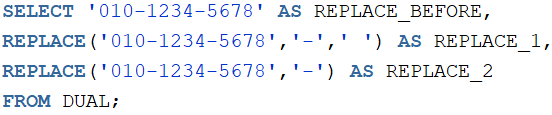 SELECT '010-1234-5678' AS REPLACE_BEFORE,
REPLACE('010-1234-5678','-',' ') AS REPLACE_1,
REPLACE('010-1234-5678','-') AS REPLACE_2
FROM DUAL;